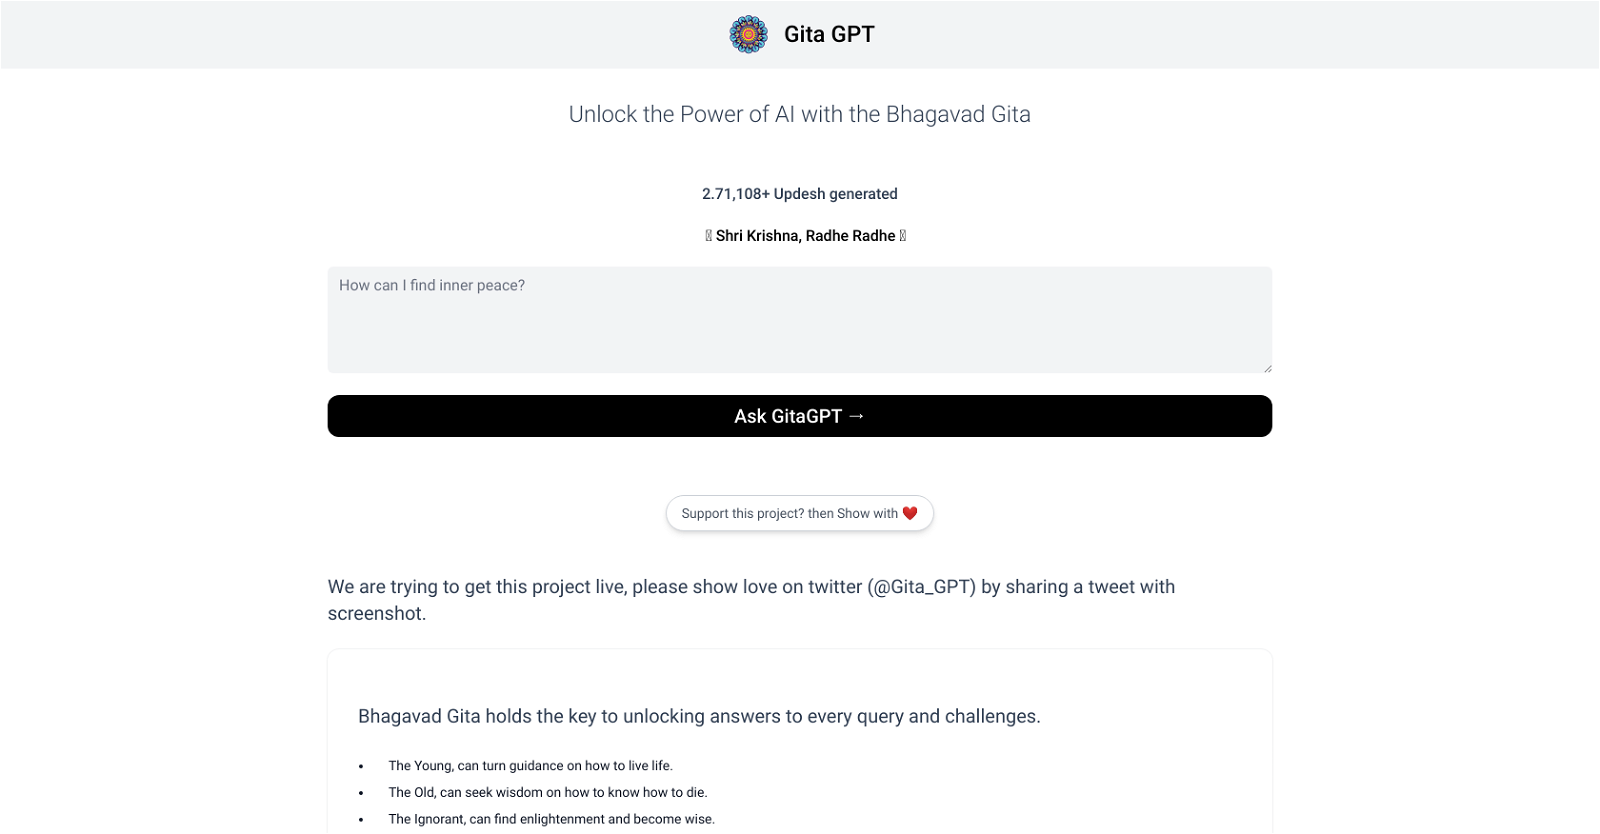 Gita GPT
Unlock the Power of AI with the Bhagavad Gita
2.71,108+ Updesh generated
Shri Krishna, Radhe Radhe
How can I find inner peace?
Ask GitaGPT →
Support this project? then Show with ❤️
We are trying to get this project live, please show love on twitter (@Gita_GPT) by sharing a tweet with
screenshot.
Bhagavad Gita holds the key to unlocking answers to every query and challenges.
• The Young, can turn guidance on how to live life.
• The Old, can seek wisdom on how to know how to die.
• The Ignorant, can find enlightenment and become wise.